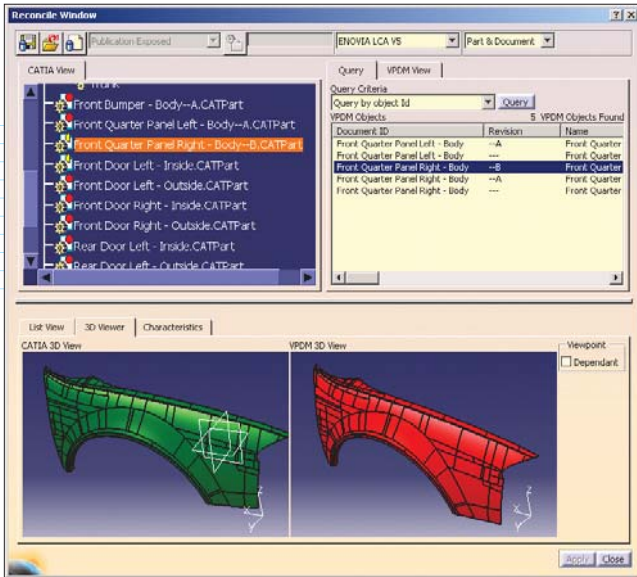 Reconcile Window
Publication Exposed
ENOVIA LCA V5
Part & Document
CATIA View
Trunk
Front Bumper - Body--A.CATPart
Front Quarter Panel Left - Body--A.CATPart
Front Quarter Panel Right - Body--B.CATPart
Front Door Left - Inside.CATPart
Front Door Left - Outside.CATPart
Front Door Right - Inside.CATPart
Front Door Right - Outside.CATPart
Rear Door Left - Inside.CATPart
Rear Door Left - Outside.CATPart
Query VPDM View
Query Criteria
Query by object Id Query
VPDM Objects 5 VPDM Objects Found
Document ID Revision Name
Front Quarter Panel Left - Body --A Front Quarter
Front Quarter Panel Left - Body --- Front Quarter
Front Quarter Panel Right - Body --B Front Quarter
Front Quarter Panel Right - Body --A Front Quarter
Front Quarter Panel Right - Body --- Front Quarter
List View 3D Viewer Characteristics
CATIA 3D View
VPDM 3D View
Viewpoint
Dependant
Z
X
Y
Z
X
Y
Apply Close